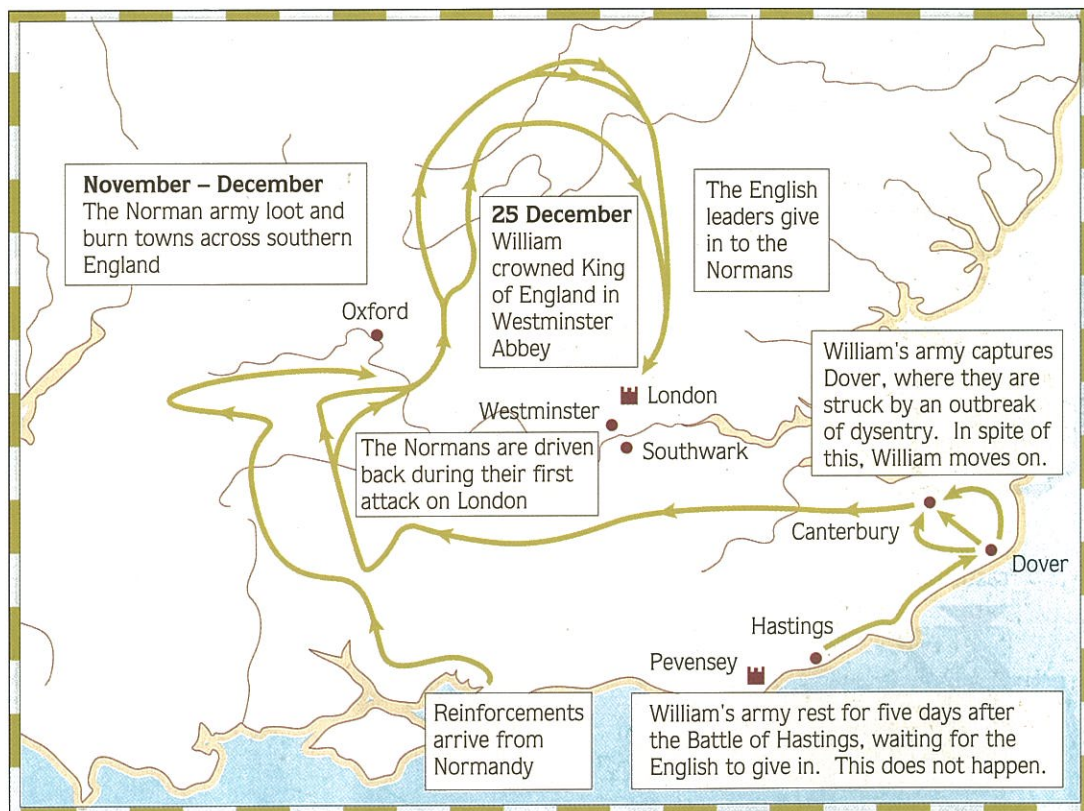 November – December
The Norman army loot and
burn towns across southern
England
25 December
William
crowned King
of England in
Westminster
Abbey
The English
leaders give
in to the
Normans
Oxford
William's army captures
Dover, where they are
struck by an outbreak
of dysentry. In spite of
this, William moves on.
London
Westminster
Southwark
The Normans are driven
back during their first
attack on London
Canterbury
Dover
Hastings
Pevensey
Reinforcements
arrive from
Normandy
William's army rest for five days after
the Battle of Hastings, waiting for the
English to give in. This does not happen.